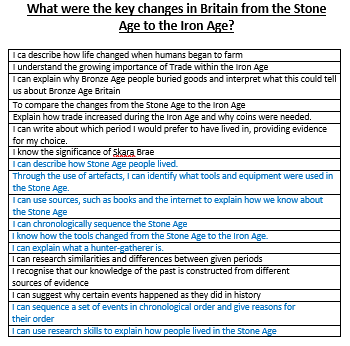 What were the key changes in Britain from the Stone
Age to the Iron Age?
I ca describe how life changed when humans began to farm
I understand the growing importance of Trade within the Iron Age
I can explain why Bronze Age people buried goods and interpret what this could tell
us about Bronze Age Britain
To compare the changes from the Stone Age to the Iron Age
Explain how trade increased during the Iron Age and why coins were needed.
I can write about which period I would prefer to have lived in, providing evidence
for my choice.
I know the significance of Skara Brae
I can describe how Stone Age people lived.
Through the use of artefacts, I can identify what tools and equipment were used in
the Stone Age.
I can use sources, such as books and the internet to explain how we know about
the Stone Age
I can chronologically sequence the Stone Age
I know how the tools changed from the Stone Age to the Iron Age.
I can explain what a hunter-gatherer is.
I can research similarities and differences between given periods
I recognise that our knowledge of the past is constructed from different
sources of evidence
I can suggest why certain events happened as they did in history
I can sequence a set of events in chronological order and give reasons for
their order
I can use research skills to explain how people lived in the Stone Age